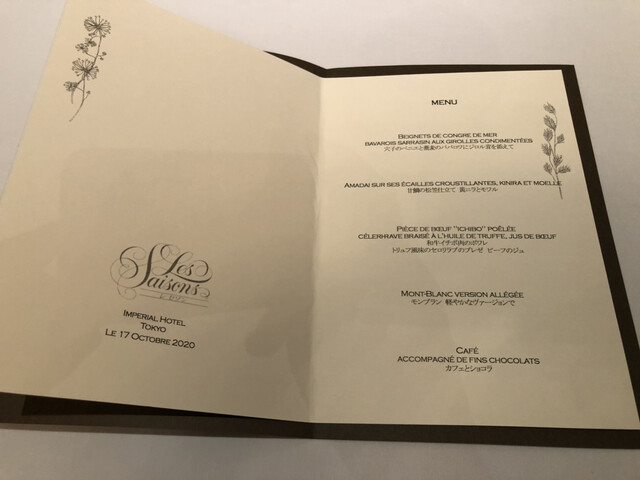 Les
Saisons
レ セゾン
IMPERIAL HOTEL
TOKYO
LE 17 OCTOBRE 2020
MENU
BEIGNETS DE CONGRE DE MER
BAVAROIS SARRASIN AUX GIROLLES CONDIMENTÉES
穴子のベニエと蕎麦のババロワにジロル茸を添えて
AMADAI SUR SES ÉCAILLES CROUSTILLANTES, KINIRA ET MOELLE
甘鯛の松笠仕立て 黄ニラとモワル
PIÈCE DE BŒUF "ICHIBO" POÊLÉE
CÉLERI-RAVE BRAISÉ À L'HUILE DE TRUFFE, JUS DE BŒUF
和牛イチボ肉のポワレ
トリュフ風味のセロリラブのブレゼ ビーフのジュ
MONT-BLANC VERSION ALLÉGÉE
モンブラン 軽やかなヴァージョンで
CAFÉ
ACCOMPAGNÉ DE FINS CHOCOLATS
カフェとショコラ